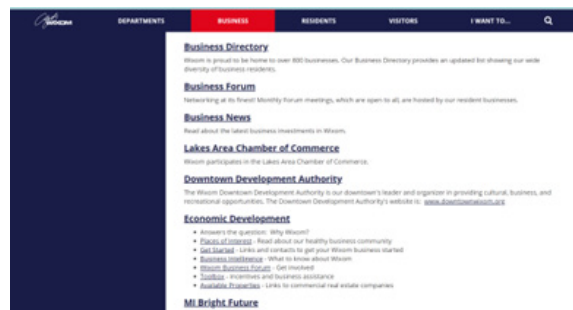 WIXOM
DEPARTMENTS
BUSINESS
RESIDENTS
VISITORS
I WANT TO...
Business Directory
Wixom is proud to be home to over 800 businesses. Our Business Directory provides an updated list showing our wide
diversity of business residents.
Business Forum
Networking at its finest! Monthly Forum meetings, which are open to all, are hosted by our resident businesses.
Business News
Read about the latest business investments in Wixom.
Lakes Area Chamber of Commerce
Wixom participates in the Lakes Area Chamber of Commerce.
Downtown Development Authority
The Wixom Downtown Development Authority is our downtown's leader and organizer in providing cultural, business, and
recreational opportunities. The Downtown Development Authority's website is: www.downtownwixom.org
Economic Development
• Answers the question: Why Wixom?
• Places of Interest - Read about our healthy business community
• Get Started - Links and contacts to get your Wixom business started
• Business Intelligence - What to know about Wixom
• Wixom Business Forum - Get involved
• Toolbox - Incentives and business assistance
• Available Properties - Links to commercial real estate companies
MI Bright Future